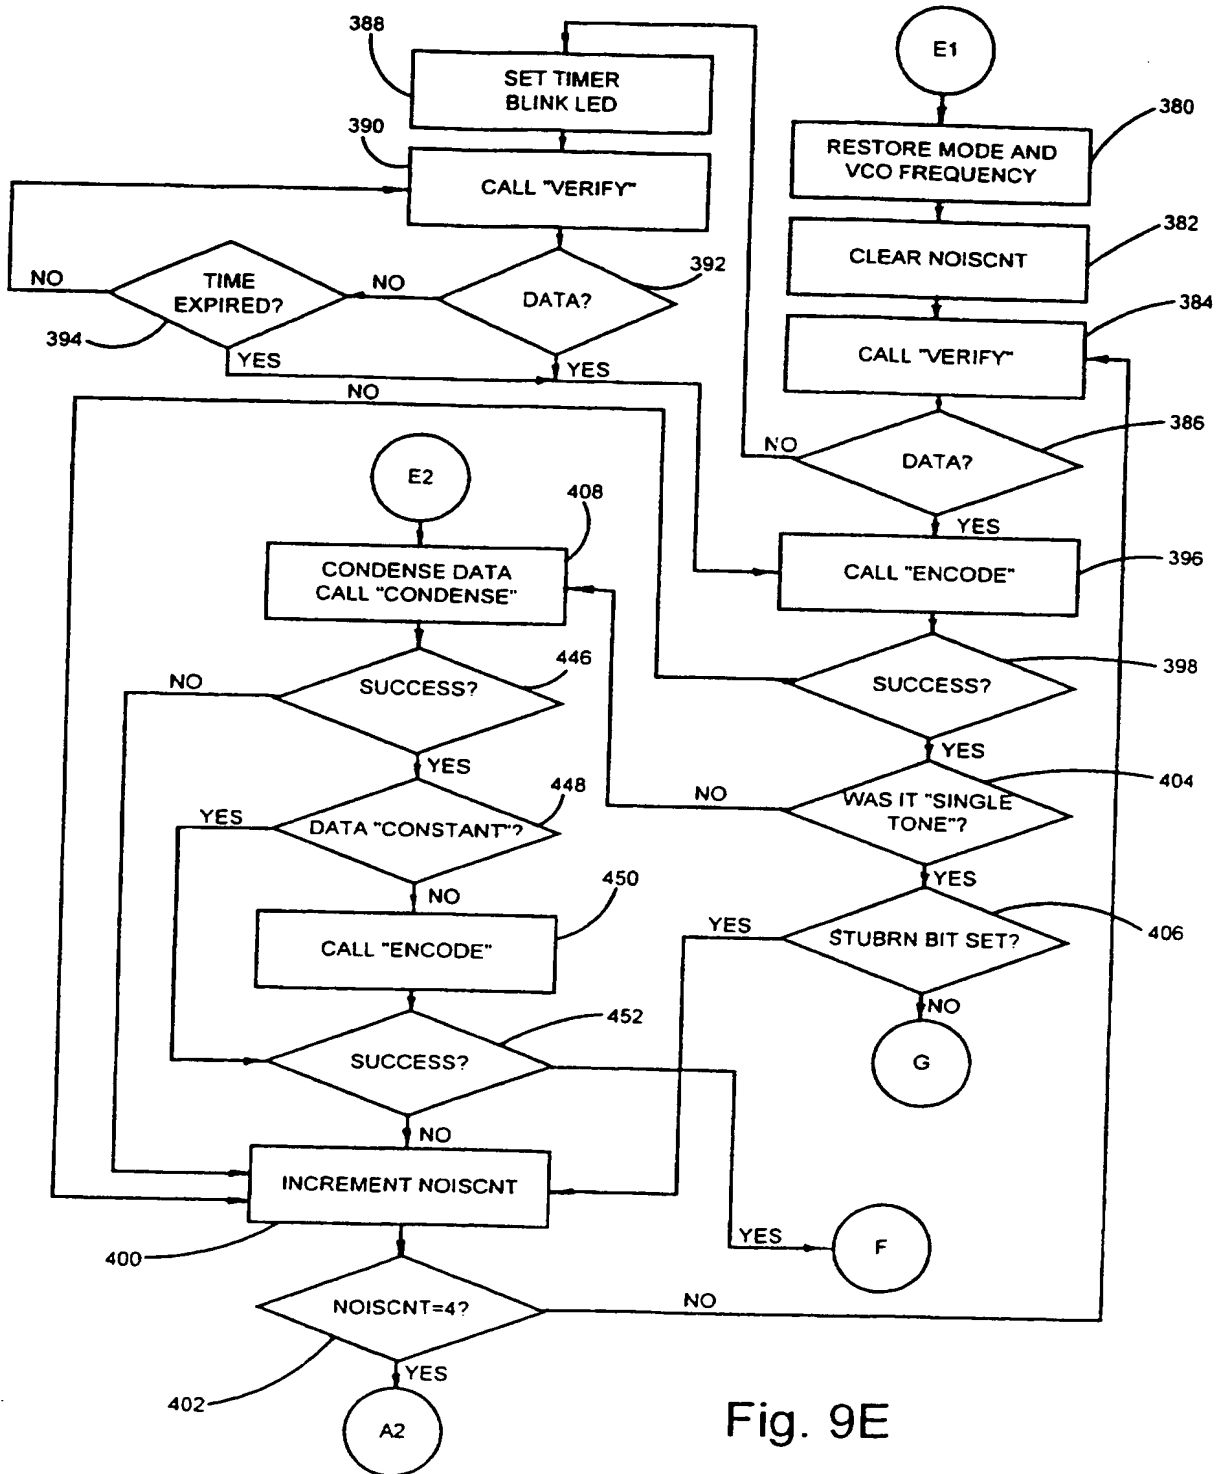 388
SET TIMER
BLINK LED
390
CALL "VERIFY"
392
DATA?
NO
TIME
EXPIRED?
NO
394
YES
YES
E1
380
RESTORE MODE AND
VCO FREQUENCY
382
CLEAR NOISCNT
384
CALL "VERIFY"
386
DATA?
NO
YES
396
CALL "ENCODE"
398
SUCCESS?
NO
YES
404
WAS IT "SINGLE
TONE"?
NO
YES
406
STUBRN BIT SET?
YES
NO
G
E2
408
CONDENSE DATA
CALL "CONDENSE"
446
SUCCESS?
NO
YES
448
DATA "CONSTANT"?
YES
NO
450
CALL "ENCODE"
452
SUCCESS?
NO
YES
F
INCREMENT NOISCNT
400
NOISCNT=4?
NO
402
YES
A2
Fig. 9E